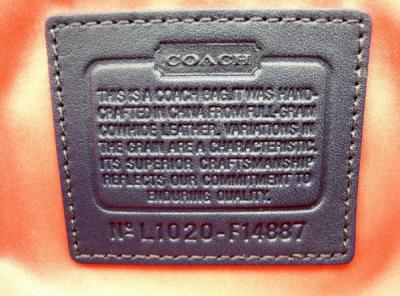 COACH
THIS IS A COACH BAG. IT WAS HAND-
CRAFTED IN CHINA FROM FULL-GRAIN
COWHIDE LEATHER. VARIATIONS IN
THE GRAIN ARE A CHARACTERISTIC.
ITS SUPERIOR CRAFTSMANSHIP
REFLECTS OUR COMMITMENT TO
ENDURING QUALITY.
Nº L1020-F14887